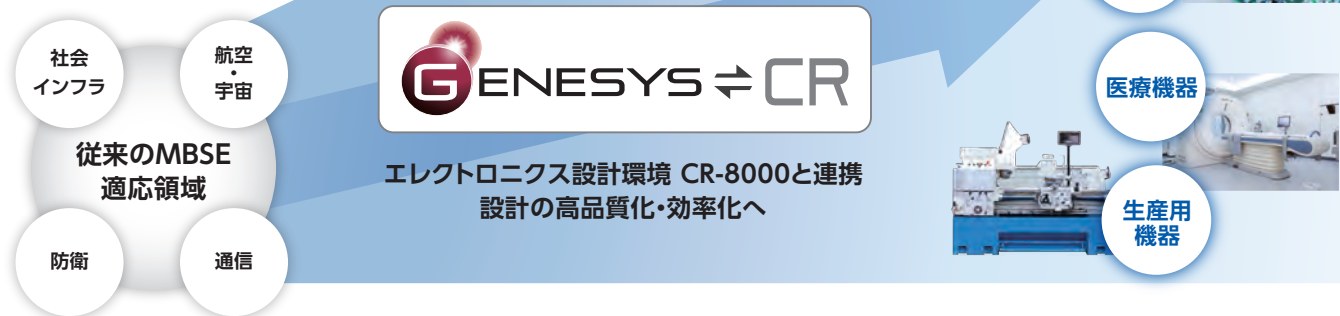 社会
インフラ
航空
・
宇宙
従来のMBSE
適応領域
防衛
通信
GENESYS ⇌ CR
エレクトロニクス設計環境 CR-8000と連携
設計の高品質化・効率化へ
医療機器
生産用
機器